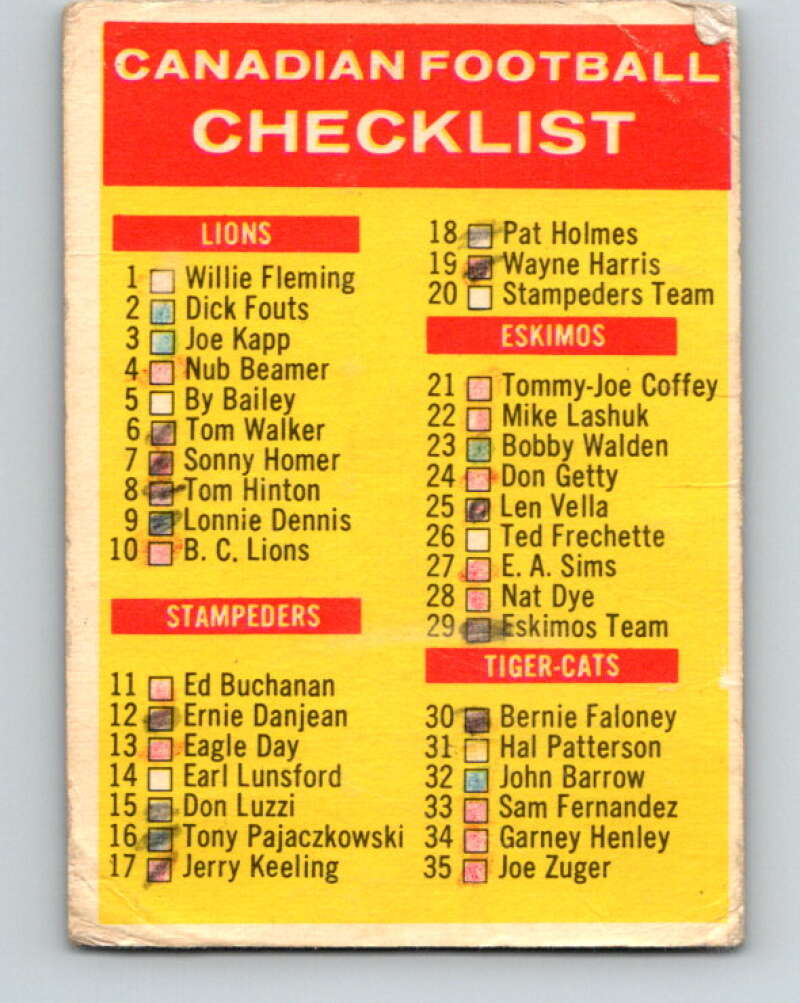 CANADIAN FOOTBALL
CHECKLIST
LIONS
1 Willie Fleming
2 Dick Fouts
3 Joe Kapp
4 Nub Beamer
5 By Bailey
6 Tom Walker
7 Sonny Homer
8 Tom Hinton
9 Lonnie Dennis
10 B. C. Lions
STAMPEDERS
11 Ed Buchanan
12 Ernie Danjean
13 Eagle Day
14 Earl Lunsford
15 Don Luzzi
16 Tony Pajaczkowski
17 Jerry Keeling
18 Pat Holmes
19 Wayne Harris
20 Stampeders Team
ESKIMOS
21 Tommy-Joe Coffey
22 Mike Lashuk
23 Bobby Walden
24 Don Getty
25 Len Vella
26 Ted Frechette
27 E. A. Sims
28 Nat Dye
29 Eskimos Team
TIGER-CATS
30 Bernie Faloney
31 Hal Patterson
32 John Barrow
33 Sam Fernandez
34 Garney Henley
35 Joe Zuger